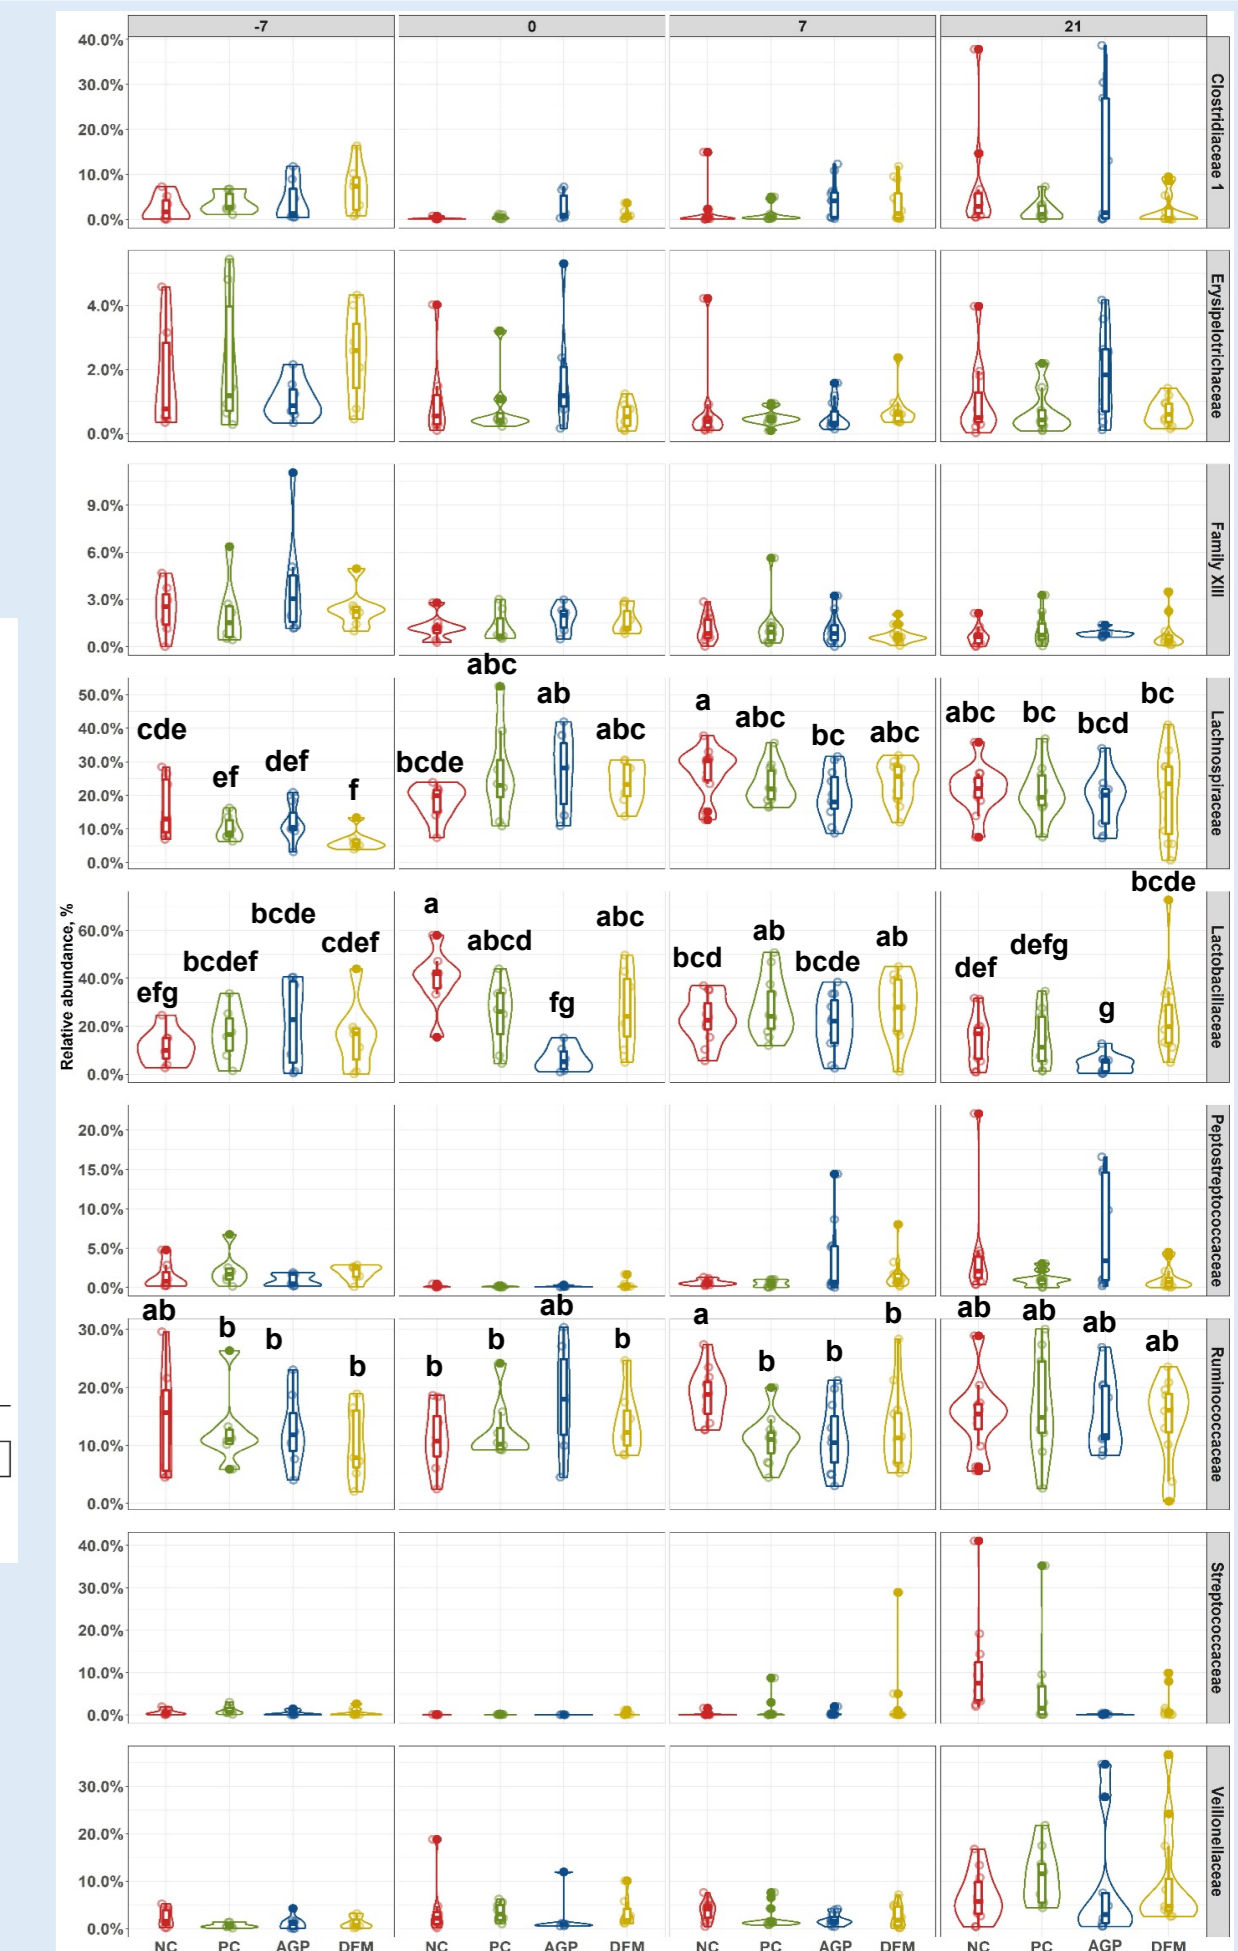 -7 0 7 21
40.0%
30.0%
20.0%
10.0%
0.0%
Clostridiaceae 1
4.0%
2.0%
0.0%
Erysipelotrichaceae
9.0%
6.0%
3.0%
0.0%
Family XIII
abc
50.0% ab a abc bc bc
cde abc abc bc abc bcd
40.0%
ef def f bcde
30.0%
20.0%
10.0%
0.0%
Lachnospiraceae
Relative abundance, %
bcde
bcde a abc
60.0% cdef abcd ab ab defg
bcdef bcd bcde def
efg fg g
40.0%
20.0%
0.0%
Lactobacillaceae
20.0%
15.0%
10.0%
5.0%
0.0%
Peptostreptococcaceae
ab ab a b ab ab
30.0% b b b b ab ab
b b b b
20.0%
10.0%
0.0%
Ruminococcaceae
40.0%
30.0%
20.0%
10.0%
0.0%
Streptococcaceae
30.0%
20.0%
10.0%
0.0%
Veillonellaceae
NC PC AGP DFM NC PC AGP DFM NC PC AGP DFM NC PC AGP DFM